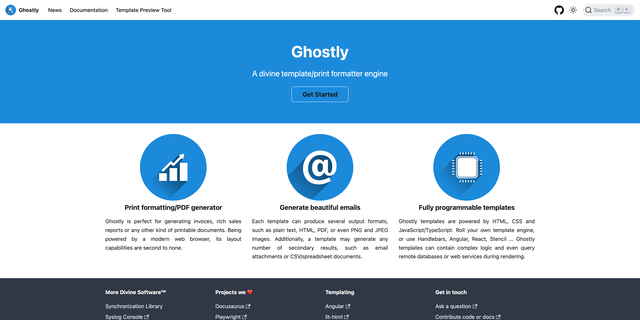 Ghostly News Documentation Template Preview Tool Search ⌘ K
Ghostly
A divine template/print formatter engine
Get Started
@
Print formatting/PDF generator
Ghostly is perfect for generating invoces, rich sales
reports or any other kind of printable documents. Being
powered by a modern web browser, its layout
capabilities are second to none.
Generate beautiful emails
Each template can produce several output formats,
such as plain text, HTML, PDF, or even PNG and JPEG
images. Additionally, a template may generate any
number of secondary results, such as email
attachments or CSV/spreadsheet documents.
Fully programmable templates
Ghostly templates are powered by HTML, CSS and
JavaScript/TypeScript. Roll your own template engine,
or use Handlebars, Angular, React, Stencil ... Ghostly
templates can contain complex logic and even query
remote databases or web services during rendering.
More Divine Software™
Synchronization Library
Syslog Console
Projects we ❤️
Docusaurus
Playwright
Templating
Angular
lit-html
Get in touch
Ask a question
Contribute code or docs